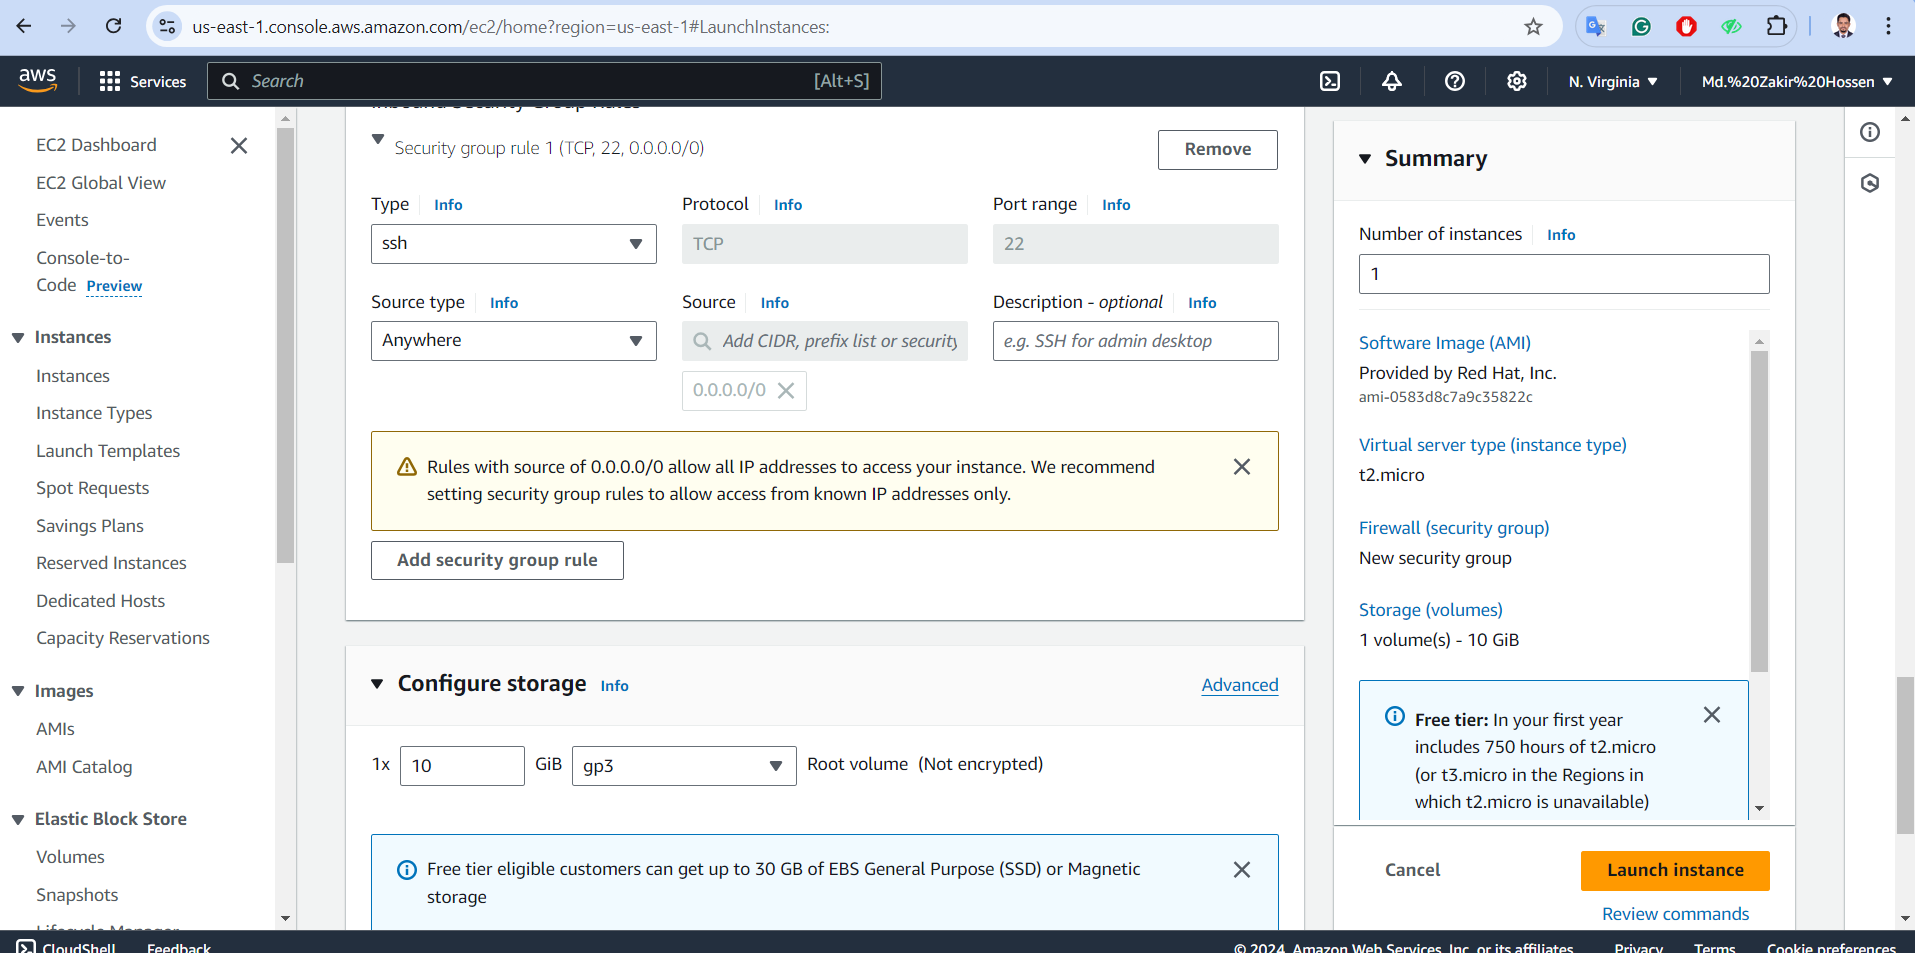 us-east-1.console.aws.amazon.com/ec2/home?region=us-east-1#LaunchInstances:
aws
Services
Search
[Alt+S]
N. Virginia
Md.%20Zakir%20Hossen
EC2 Dashboard
EC2 Global View
Events
Console-to-
Code Preview
Instances
Instances
Instance Types
Launch Templates
Spot Requests
Savings Plans
Reserved Instances
Dedicated Hosts
Capacity Reservations
Images
AMIs
AMI Catalog
Elastic Block Store
Volumes
Snapshots
Lifecycle Manager
Inbound Security Group Rules
Security group rule 1 (TCP, 22, 0.0.0.0/0)
Remove
Type Info
Protocol Info
Port range Info
ssh
TCP
22
Source type Info
Source Info
Description - optional Info
Anywhere
Add CIDR, prefix list or security
e.g. SSH for admin desktop
0.0.0.0/0
Rules with source of 0.0.0.0/0 allow all IP addresses to access your instance. We recommend
setting security group rules to allow access from known IP addresses only.
Add security group rule
Configure storage Info
Advanced
1x 10 GiB gp3 Root volume (Not encrypted)
Free tier eligible customers can get up to 30 GB of EBS General Purpose (SSD) or Magnetic
storage
Summary
Number of instances Info
1
Software Image (AMI)
Provided by Red Hat, Inc.
ami-0583d8c7a9c35822c
Virtual server type (instance type)
t2.micro
Firewall (security group)
New security group
Storage (volumes)
1 volume(s) - 10 GiB
Free tier: In your first year
includes 750 hours of t2.micro
(or t3.micro in the Regions in
which t2.micro is unavailable)
Cancel
Launch instance
Review commands
CloudShell
Feedback
© 2024, Amazon Web Services, Inc. or its affiliates
Privacy
Terms
Cookie preferences